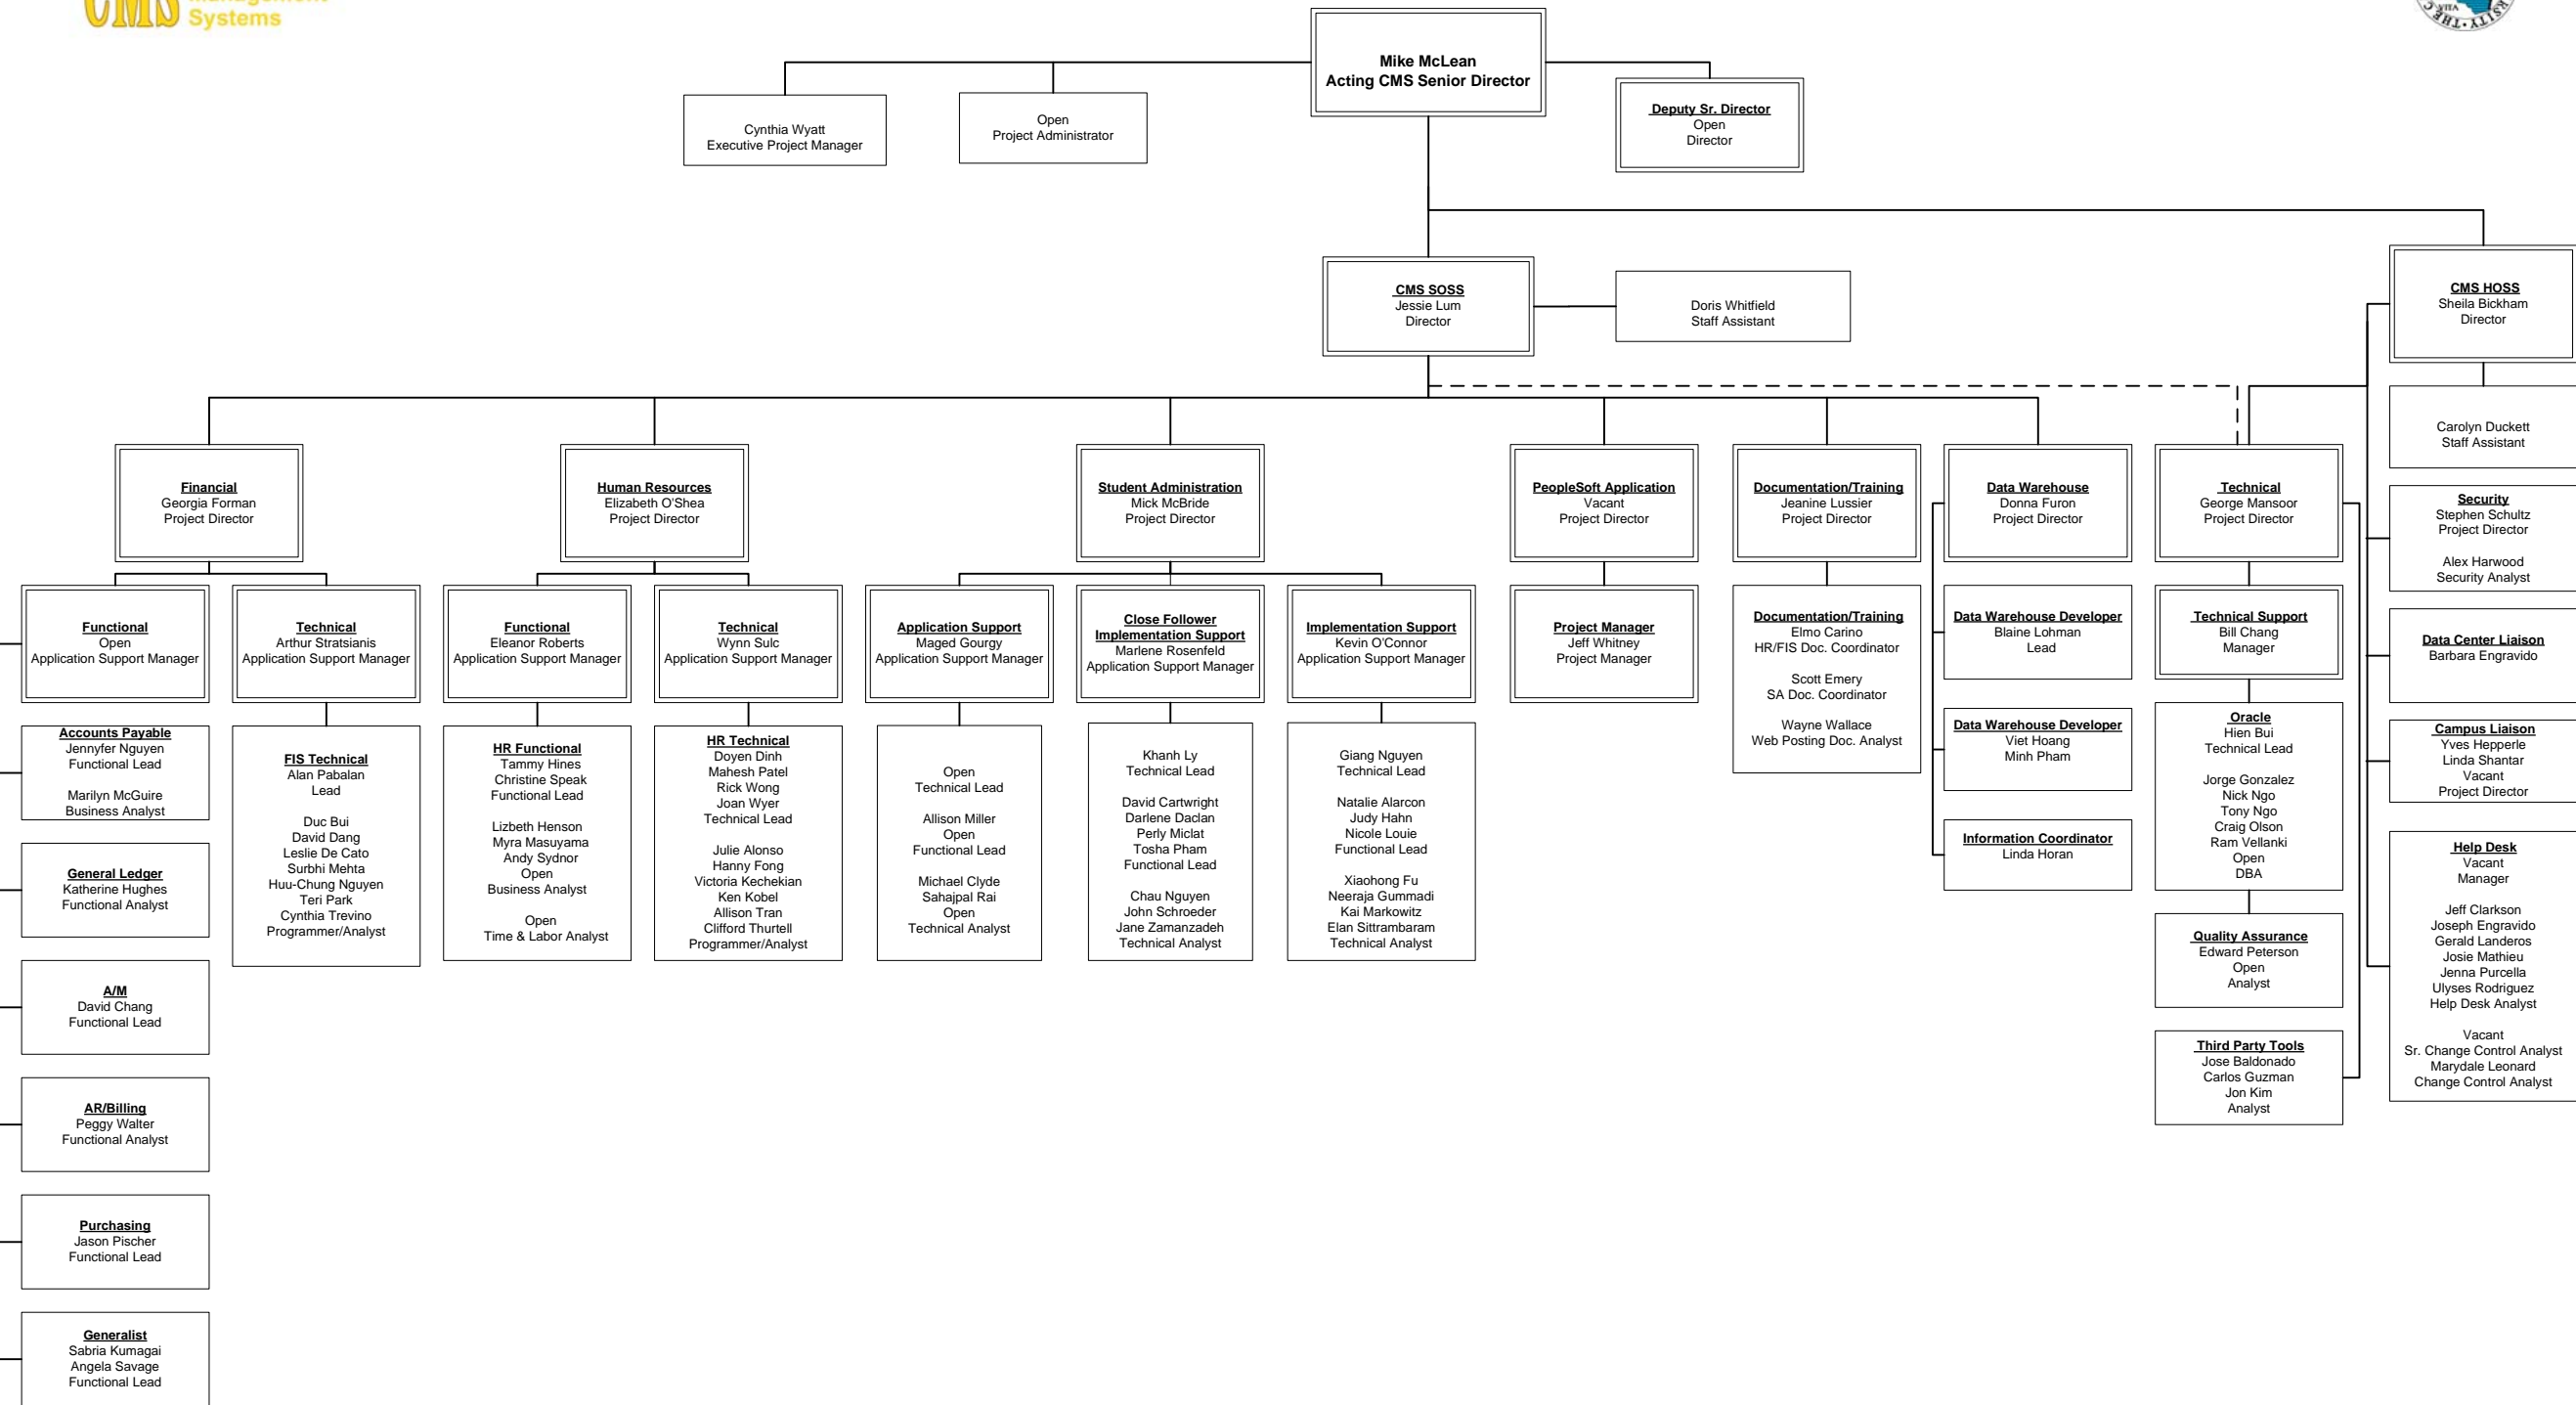 CMS
Management
Systems
VITA
Mike McLean
Acting CMS Senior Director
Cynthia Wyatt
Executive Project Manager
Open
Project Administrator
Deputy Sr. Director
Open
Director
CMS SOSS
Jessie Lum
Director
Doris Whitfield
Staff Assistant
CMS HOSS
Sheila Bickham
Director
Carolyn Duckett
Staff Assistant
Financial
Georgia Forman
Project Director
Human Resources
Elizabeth O'Shea
Project Director
Student Administration
Mick McBride
Project Director
PeopleSoft Application
Vacant
Project Director
Documentation/Training
Jeanine Lussier
Project Director
Data Warehouse
Donna Furon
Project Director
Technical
George Mansoor
Project Director
Security
Stephen Schultz
Project Director
Alex Harwood
Security Analyst
Functional
Open
Application Support Manager
Technical
Arthur Stratsianis
Application Support Manager
Functional
Eleanor Roberts
Application Support Manager
Technical
Wynn Sulc
Application Support Manager
Application Support
Maged Gourgy
Application Support Manager
Close Follower
Implementation Support
Marlene Rosenfeld
Application Support Manager
Implementation Support
Kevin O'Connor
Application Support Manager
Project Manager
Jeff Whitney
Project Manager
Documentation/Training
Elmo Carino
HR/FIS Doc. Coordinator
Scott Emery
SA Doc. Coordinator
Wayne Wallace
Web Posting Doc. Analyst
Data Warehouse Developer
Blaine Lohman
Lead
Technical Support
Bill Chang
Manager
Data Center Liaison
Barbara Engravido
Accounts Payable
Jennyfer Nguyen
Functional Lead
Marilyn McGuire
Business Analyst
FIS Technical
Alan Pabalan
Lead
Duc Bui
David Dang
Leslie De Cato
Surbhi Mehta
Huu-Chung Nguyen
Teri Park
Cynthia Trevino
Programmer/Analyst
HR Functional
Tammy Hines
Christine Speak
Functional Lead
Lizbeth Henson
Myra Masuyama
Andy Sydnor
Open
Business Analyst
Open
Time & Labor Analyst
HR Technical
Doyen Dinh
Mahesh Patel
Rick Wong
Joan Wyer
Technical Lead
Julie Alonso
Hanny Fong
Victoria Kechekian
Ken Kobel
Allison Tran
Clifford Thurtell
Programmer/Analyst
Open
Technical Lead
Allison Miller
Open
Functional Lead
Michael Clyde
Sahajpal Rai
Open
Technical Analyst
Khanh Ly
Technical Lead
David Cartwright
Darlene Daclan
Perly Miclat
Tosha Pham
Functional Lead
Chau Nguyen
John Schroeder
Jane Zamanzadeh
Technical Analyst
Giang Nguyen
Technical Lead
Natalie Alarcon
Judy Hahn
Nicole Louie
Functional Lead
Xiaohong Fu
Neeraja Gummadi
Kai Markowitz
Elan Sittrambaram
Technical Analyst
Data Warehouse Developer
Viet Hoang
Minh Pham
Information Coordinator
Linda Horan
Oracle
Hien Bui
Technical Lead
Jorge Gonzalez
Nick Ngo
Tony Ngo
Craig Olson
Ram Vellanki
Open
DBA
Campus Liaison
Yves Hepperle
Linda Shantar
Vacant
Project Director
Help Desk
Vacant
Manager
Jeff Clarkson
Joseph Engravido
Gerald Landeros
Josie Mathieu
Jenna Purcella
Ulyses Rodriguez
Help Desk Analyst
Vacant
Sr. Change Control Analyst
Marydale Leonard
Change Control Analyst
General Ledger
Katherine Hughes
Functional Analyst
Quality Assurance
Edward Peterson
Open
Analyst
A/M
David Chang
Functional Lead
Third Party Tools
Jose Baldonado
Carlos Guzman
Jon Kim
Analyst
AR/Billing
Peggy Walter
Functional Analyst
Purchasing
Jason Pischer
Functional Lead
Generalist
Sabria Kumagai
Angela Savage
Functional Lead